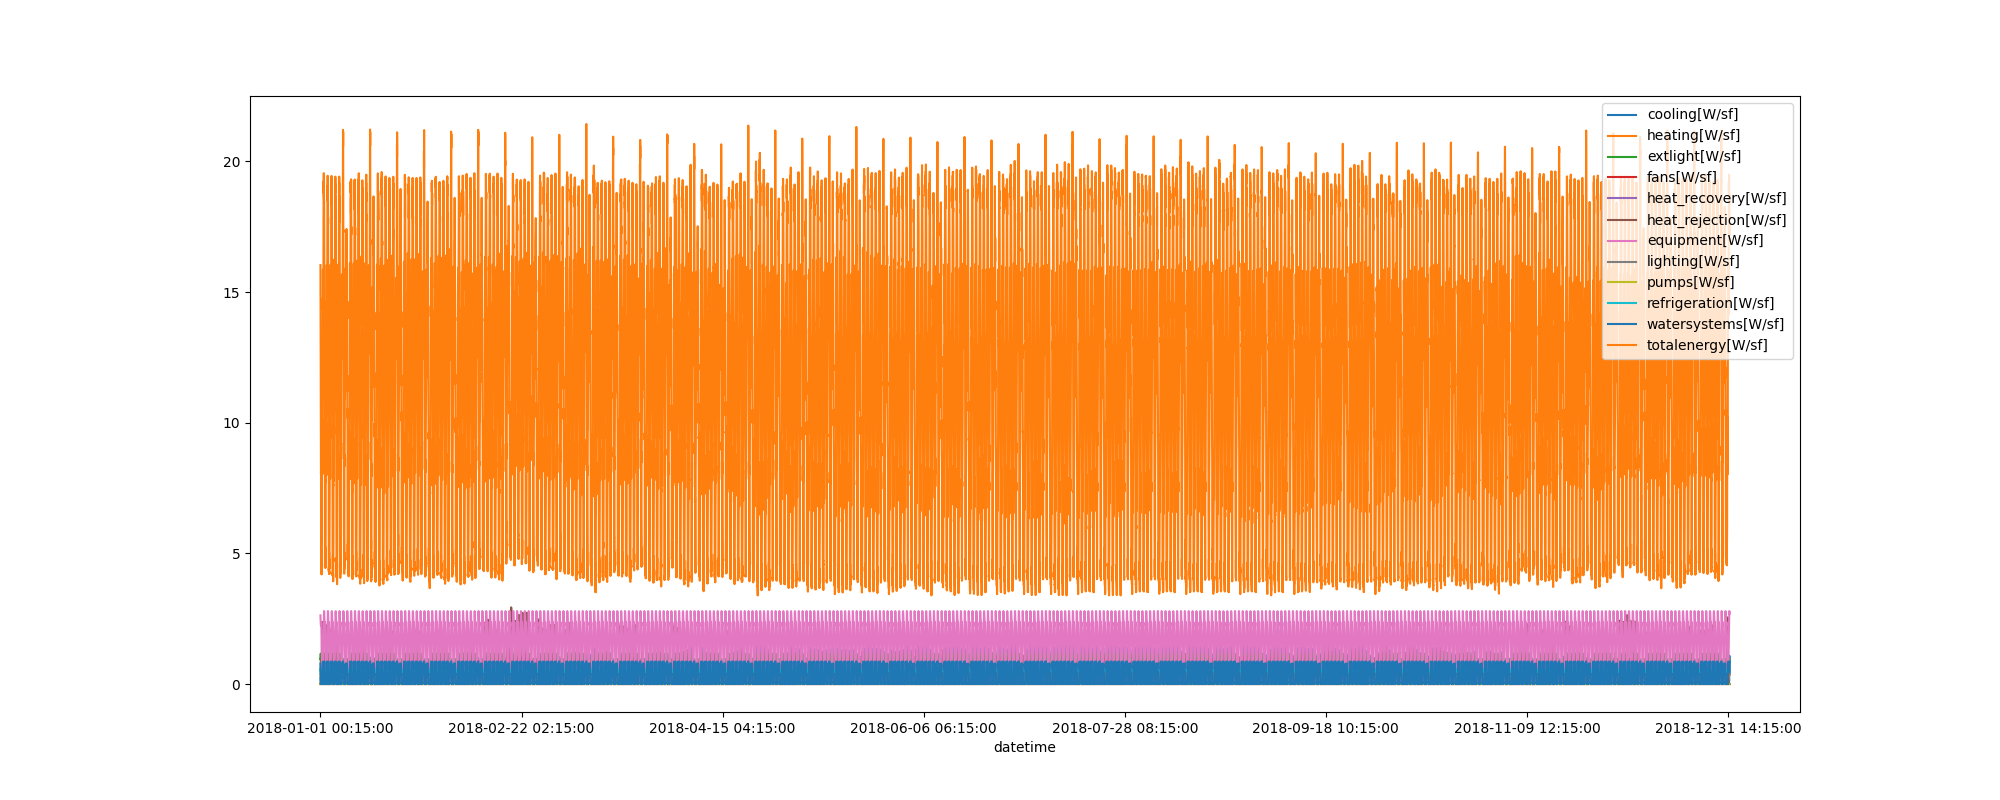 cooling[W/sf]
heating[W/sf]
extlight[W/sf]
fans[W/sf]
heat_recovery[W/sf]
heat_rejection[W/sf]
equipment[W/sf]
lighting[W/sf]
pumps[W/sf]
refrigeration[W/sf]
watersystems[W/sf]
totalenergy[W/sf]
20
15
10
5
0
2018-01-01 00:15:00 2018-02-22 02:15:00 2018-04-15 04:15:00 2018-06-06 06:15:00 2018-07-28 08:15:00 2018-09-18 10:15:00 2018-11-09 12:15:00 2018-12-31 14:15:00
datetime